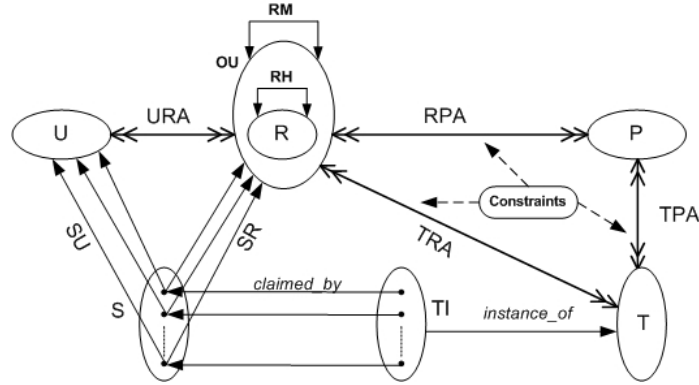 RM
OU
RH
U
URA
R
RPA
P
Constraints
TPA
SU
SR
TRA
S
claimed_by
TI
instance_of
T